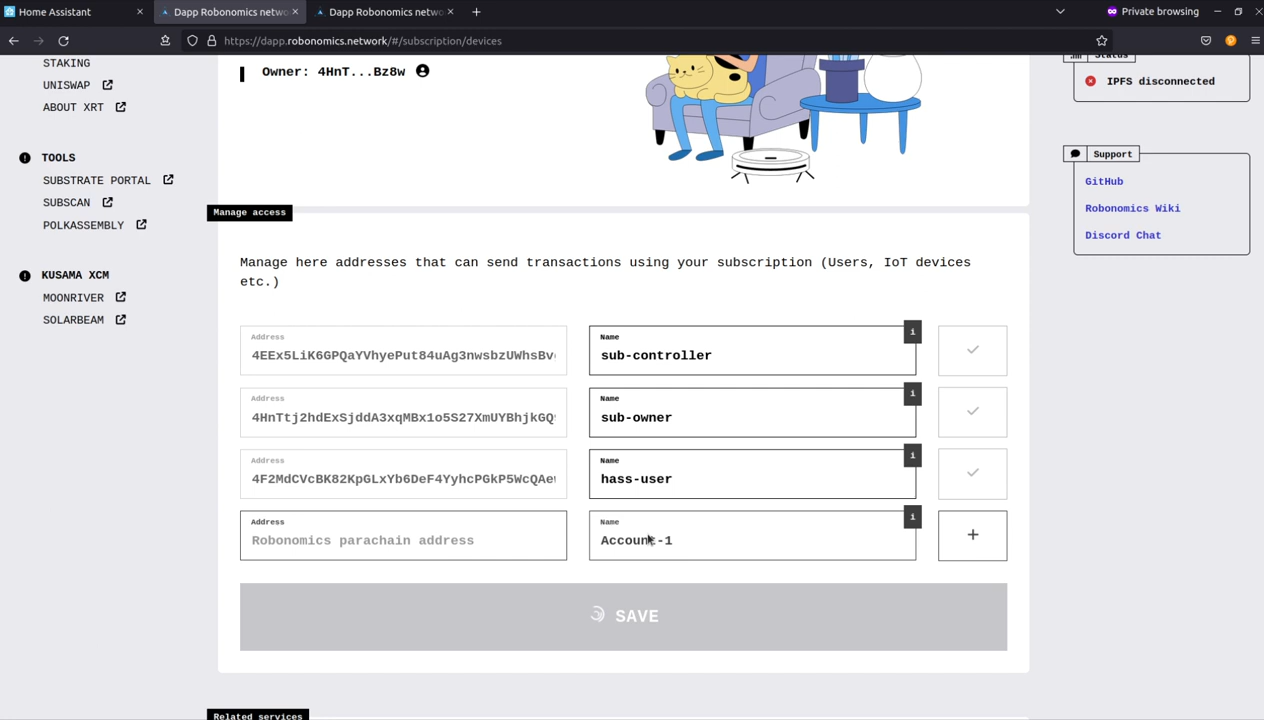 Home Assistant
Dapp Robonomics netwo
Dapp Robonomics netwo
Private browsing
https://dapp.robonomics.network/#/subscription/devices
STAKING
UNISWAP
ABOUT XRT
TOOLS
SUBSTRATE PORTAL
SUBSCAN
POLKASSEMBLY
KUSAMA XCM
MOONRIVER
SOLARBEAM
Owner: 4HnT...Bz8w
Manage access
Manage here addresses that can send transactions using your subscription (Users, IoT devices
etc.)
Address
4EEx5LiK6GPQaYVhyePut84uAg3nwsbzUWhsBv
Name
sub-controller
i
Address
4HnTtj2hdExSjddA3xqMBx1o5S27XmUYBhjkGQ
Name
sub-owner
i
Address
4F2MdCVcBK82KpGLxYb6DeF4YyhcPGkP5WcQAe
Name
hass-user
i
Address
Robonomics parachain address
Name
Account-1
i
+
SAVE
Related services
Status
IPFS disconnected
Support
GitHub
Robonomics Wiki
Discord Chat